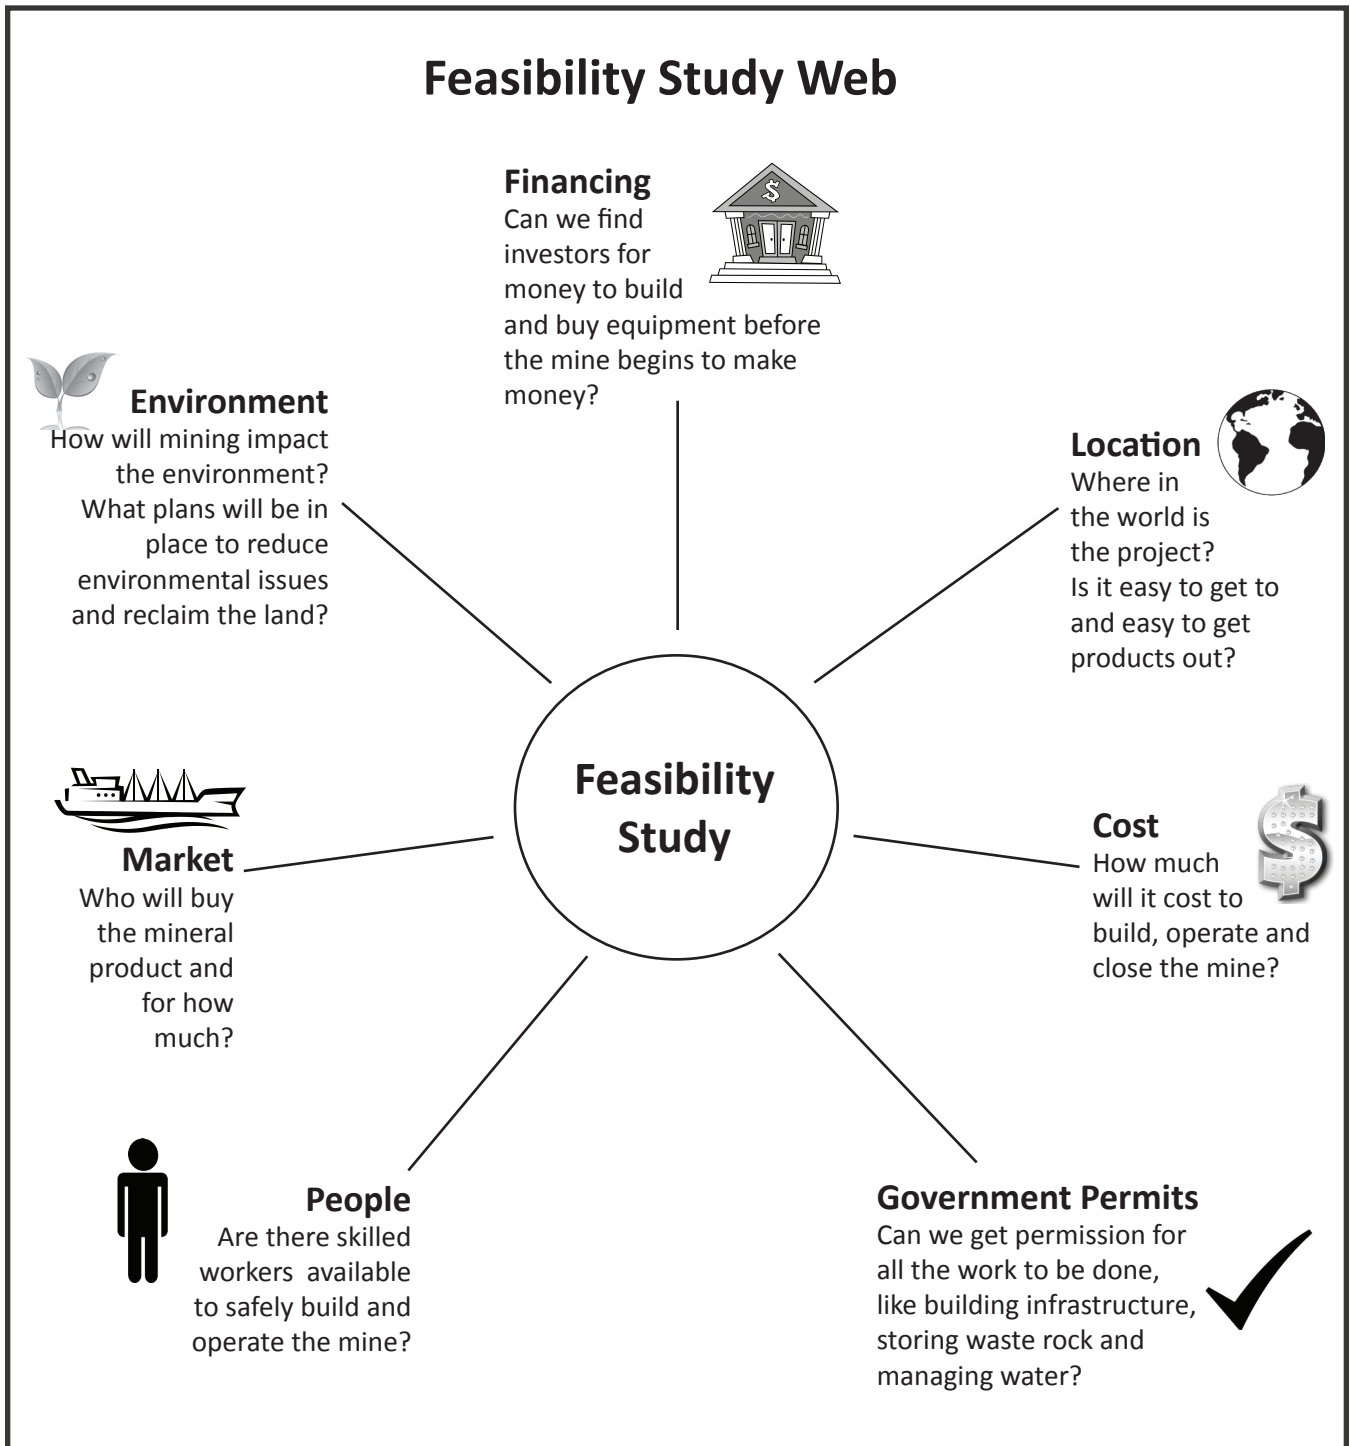 Feasibility Study Web
Financing
Can we find
investors for
money to build
and buy equipment before
the mine begins to make
money?
$
Environment
How will mining impact
the environment?
What plans will be in
place to reduce
environmental issues
and reclaim the land?
Location
Where in
the world is
the project?
Is it easy to get to
and easy to get
products out?
Feasibility
Study
Market
Who will buy
the mineral
product and
for how
much?
Cost
How much
will it cost to
build, operate and
close the mine?
$
People
Are there skilled
workers  available
to safely build and
operate the mine?
Government Permits
Can we get permission for
all the work to be done,
like building infrastructure,
storing waste rock and
managing water?